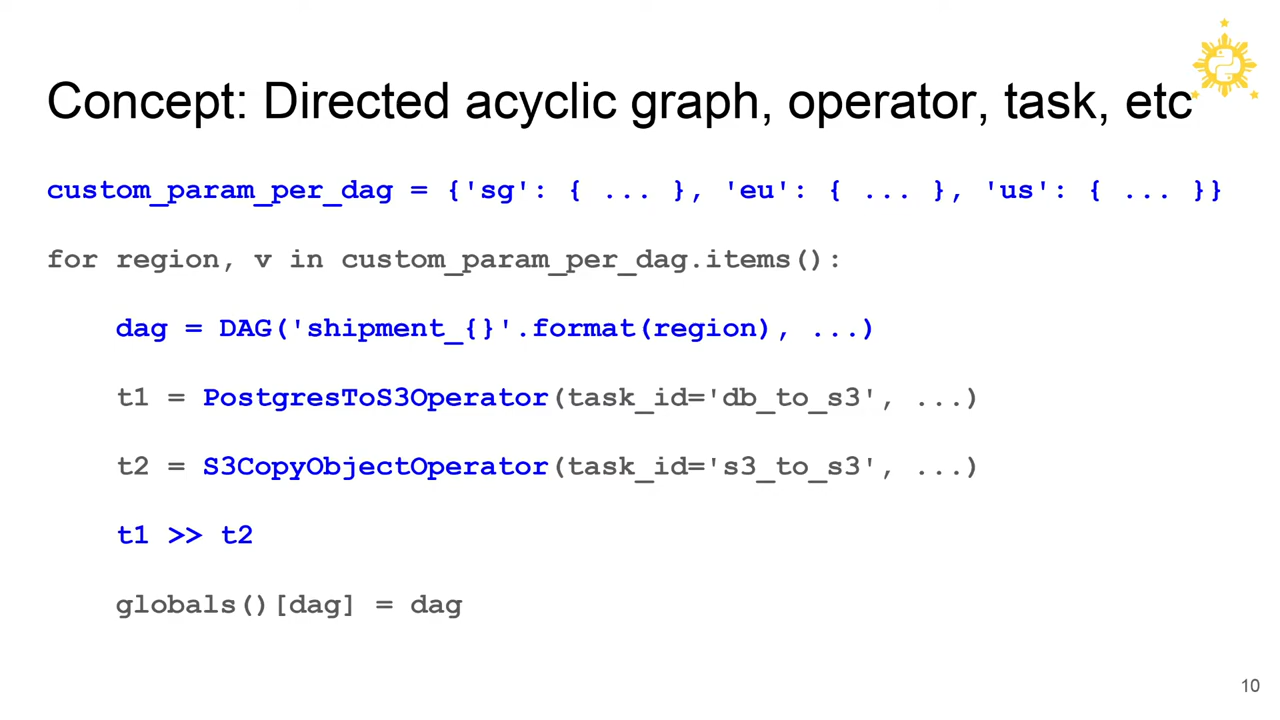 Concept: Directed acyclic graph, operator, task, etc
custom_param_per_dag = {'sg': { ... }, 'eu': { ... }, 'us': { ... }}
for region, v in custom_param_per_dag.items():
dag = DAG('shipment_{}'.format(region), ...)
t1 = PostgresToS3Operator(task_id='db_to_s3', ...)
t2 = S3CopyObjectOperator(task_id='s3_to_s3', ...)
t1 >> t2
globals()[dag] = dag
10